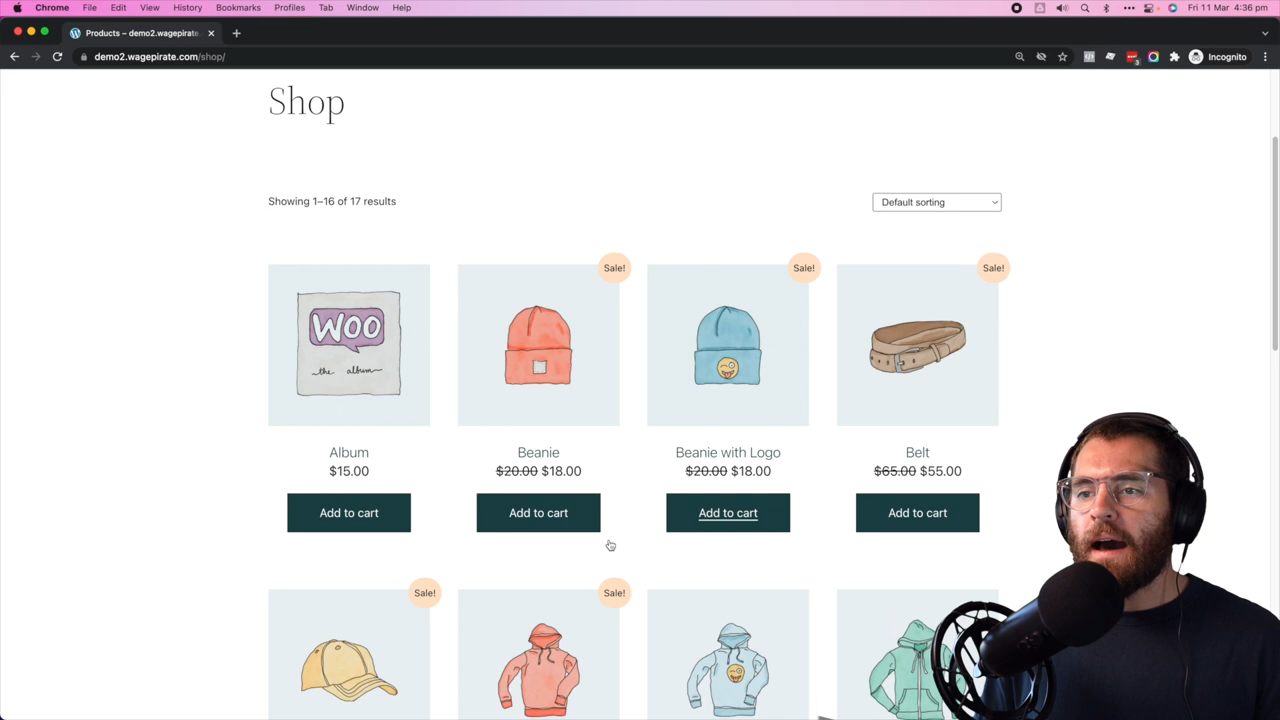 Chrome File Edit View History Bookmarks Profiles Tab Window Help Fri 11 Mar 4:36 pm
Products – demo2.wagepirate.
demo2.wagepirate.com/shop/ 3 Incognito
Shop
Showing 1–16 of 17 results Default sorting
Sale! Sale! Sale!
WOO
~the album~
Album Beanie Beanie with Logo Belt
$15.00 $20.00 $18.00 $20.00 $18.00 $65.00 $55.00
Add to cart Add to cart Add to cart Add to cart
Sale! Sale!